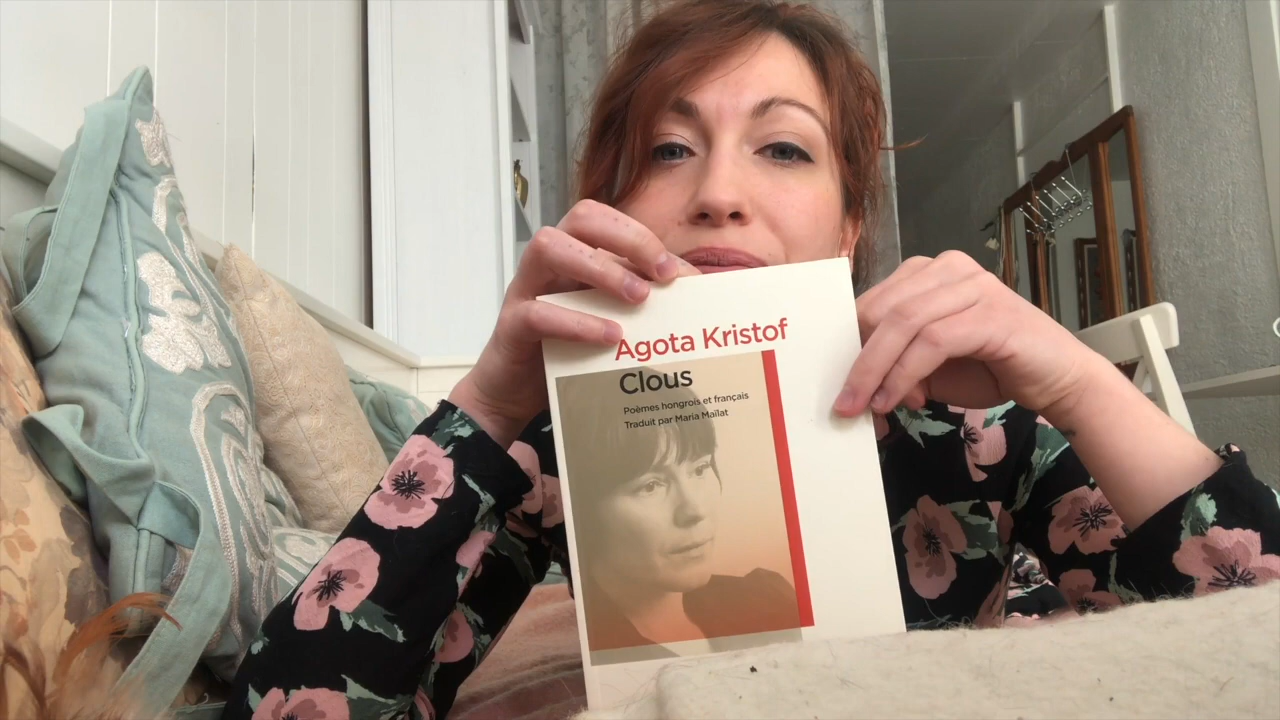 Agota Kristof
Clous
Poèmes hongrois et français
Traduit par Maria Maïlat